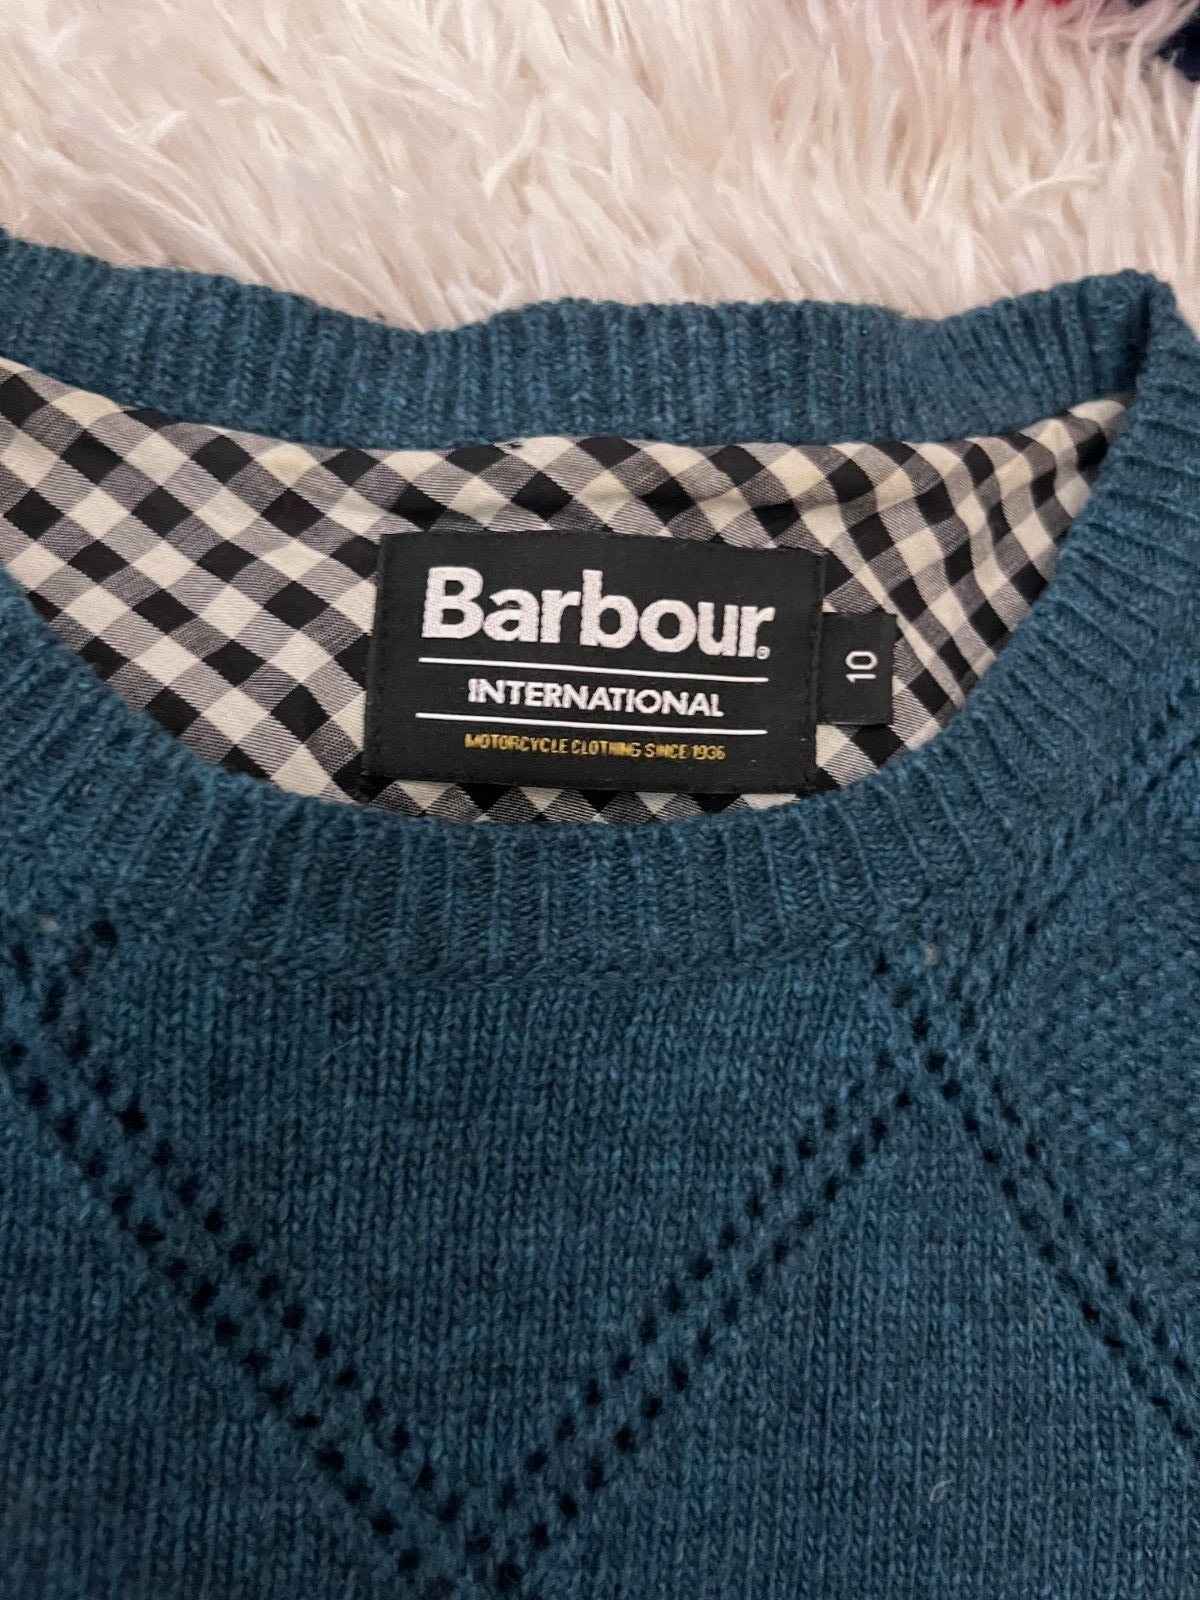 Barbour®
INTERNATIONAL
MOTORCYCLE CLOTHING SINCE 1936
10